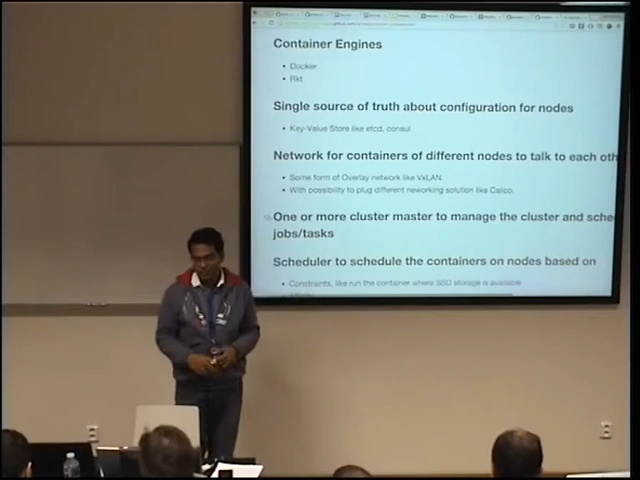 Container Engines
• Docker
• Rkt
Single source of truth about configuration for nodes
• Key-Value Store like etcd, consul
Network for containers of different nodes to talk to each oth
• Some form of Overlay network like VxLAN.
• With possibility to plug different neworking solution like Calico.
One or more cluster master to manage the cluster and sche
jobs/tasks
Scheduler to schedule the containers on nodes based on
• Constraints, like run the container where SSD storage is available